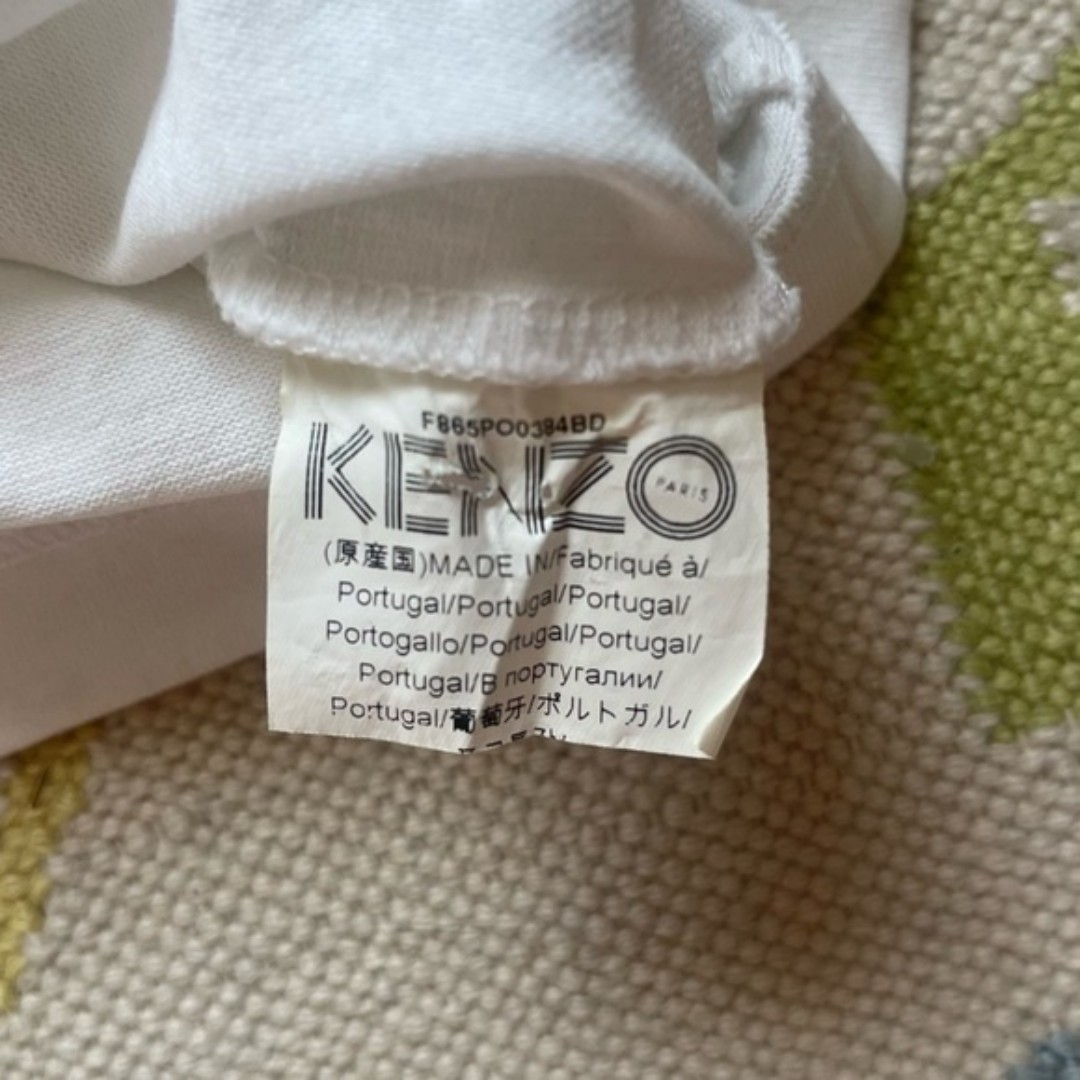 F865PO0384BD
KENZO
PARIS
(原産国)MADE IN/Fabriqué à/
Portugal/Portugal/Portugal/
Portogallo/Portugal/Portugal/
Portugal/В португалии/
Portugal/葡萄牙/ポルトガル/